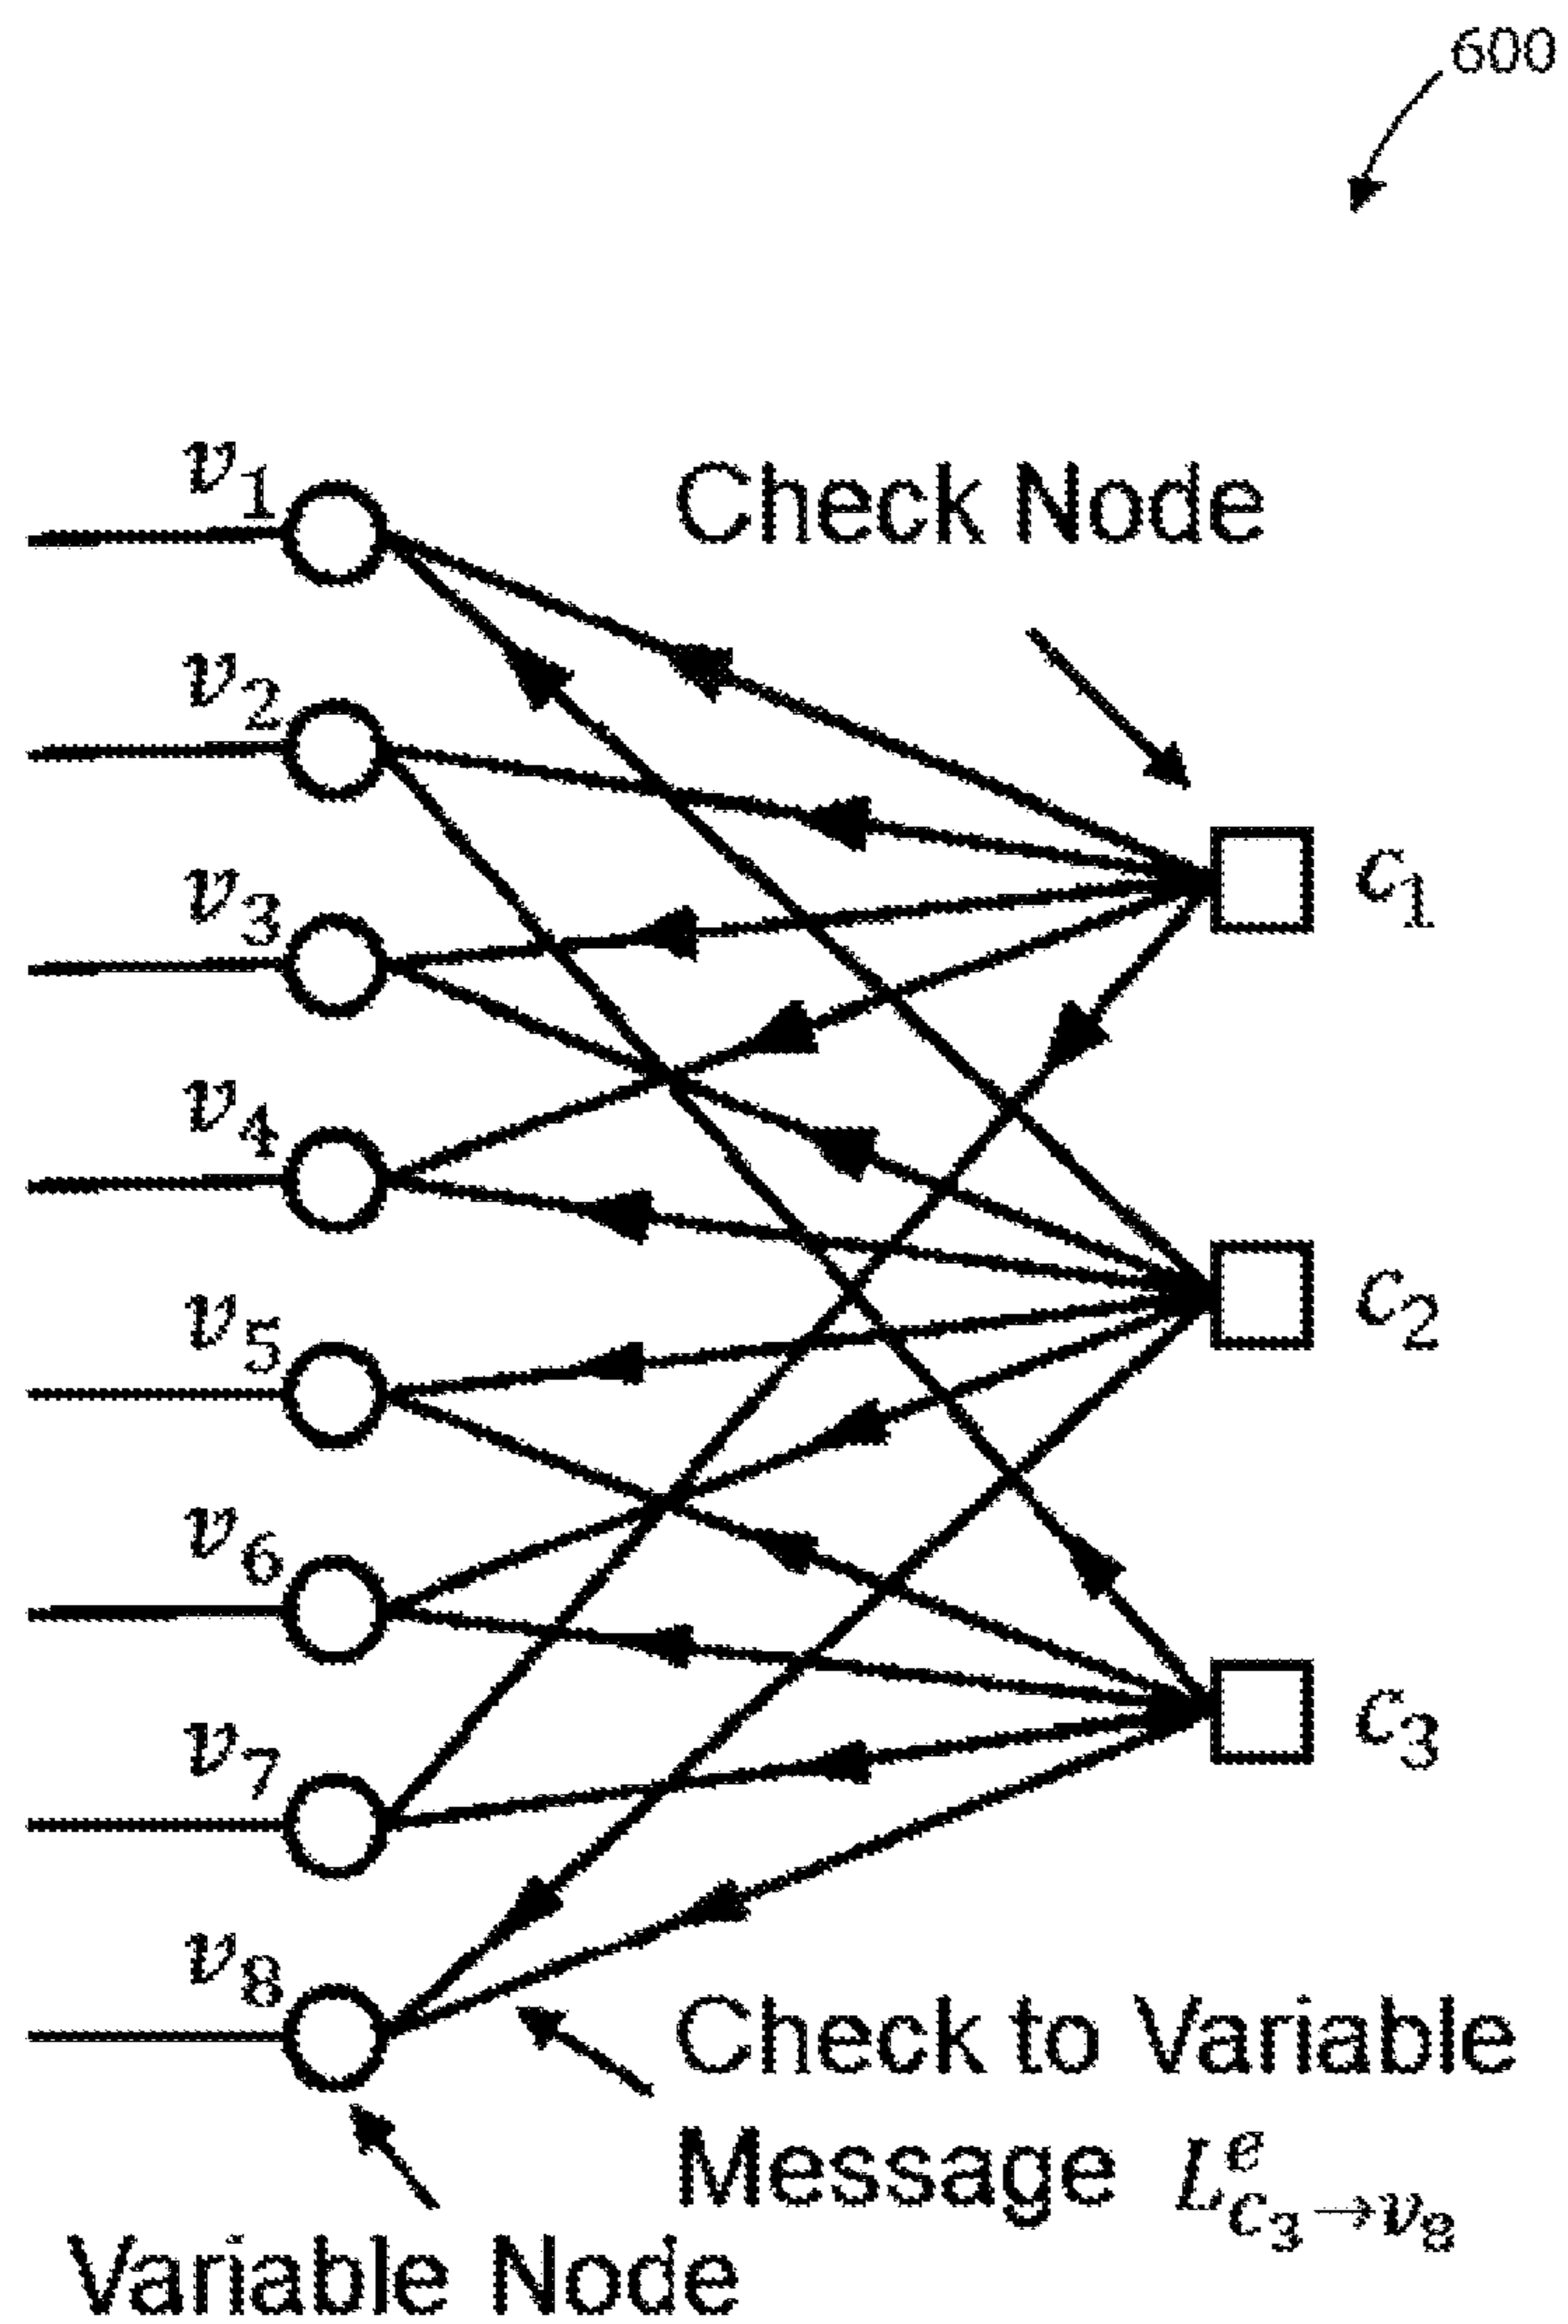 600
v₁
Check Node
v₂
c₁
v₃
v₄
c₂
v₅
v₆
c₃
v₇
v₈
Check to Variable
Message Lᵉ_{c₃→v₈}
Variable Node